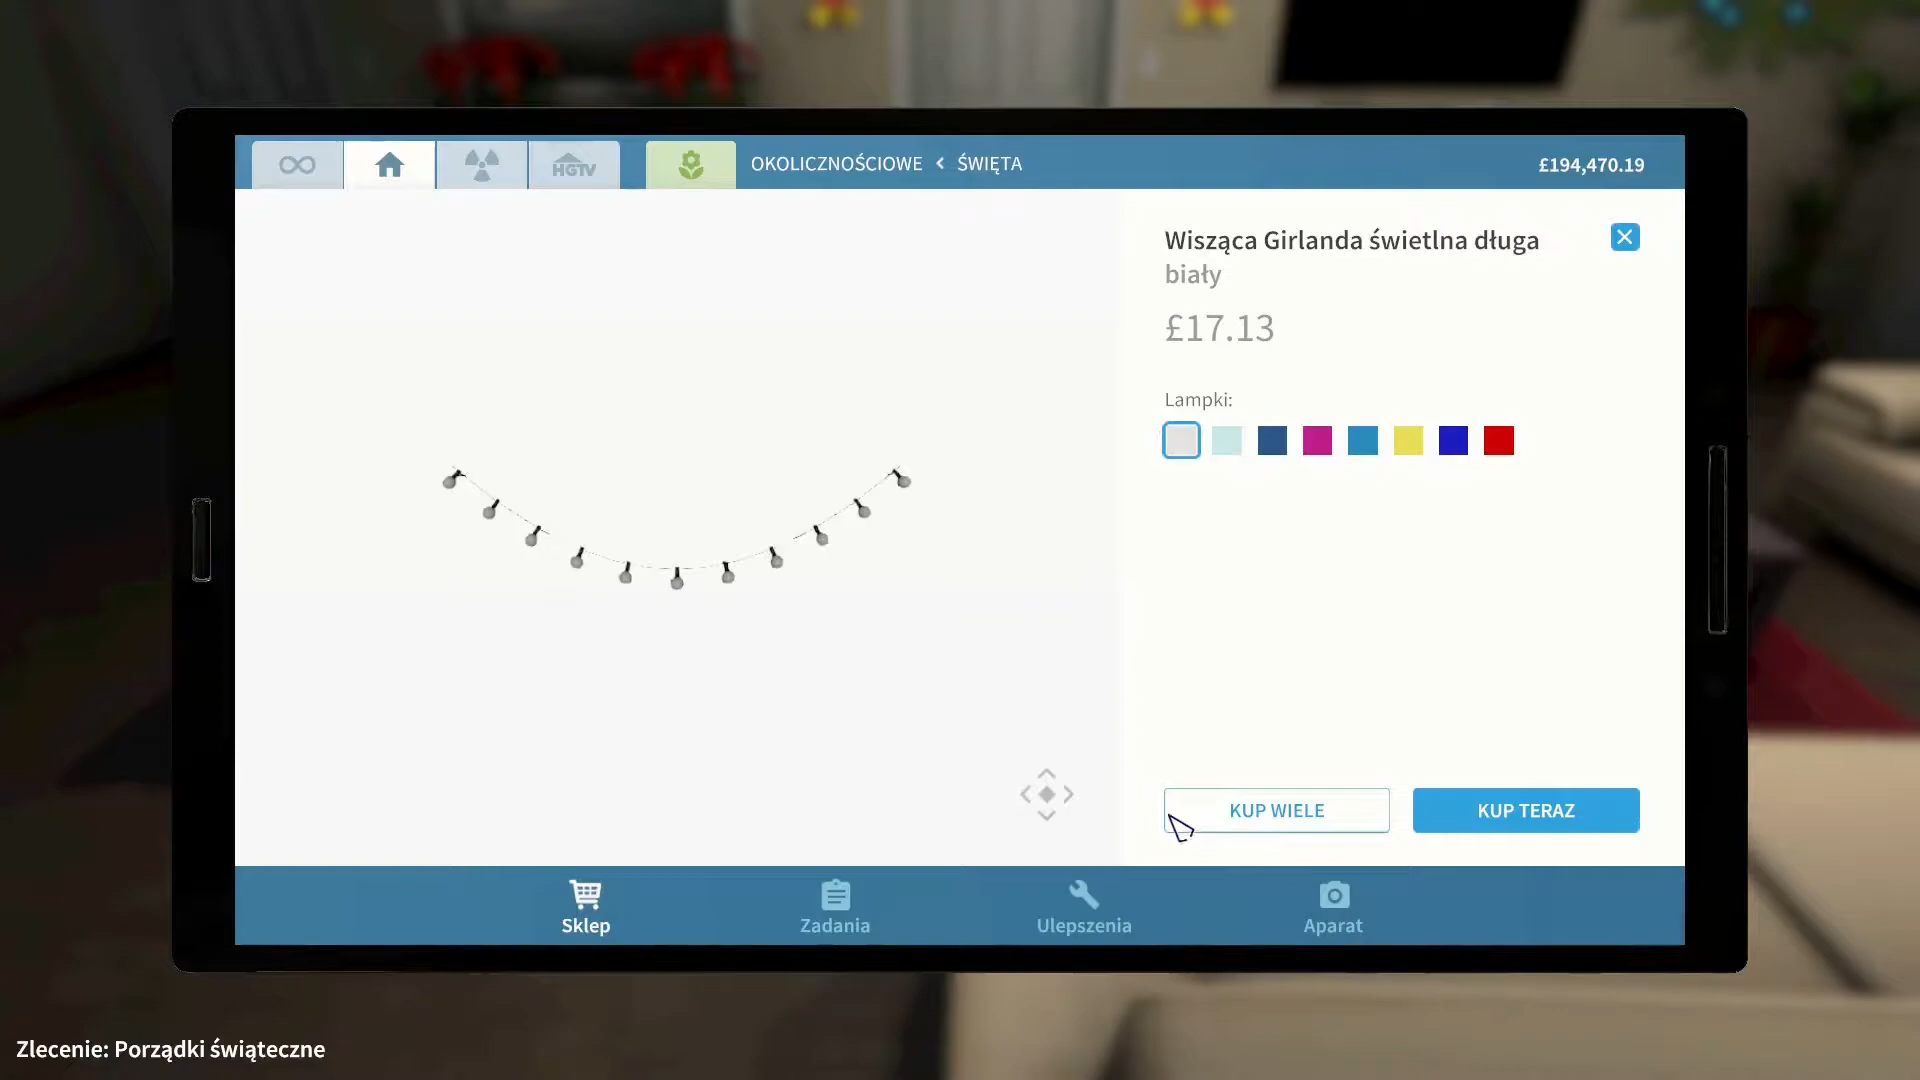 HGTV
OKOLICZNOŚCIOWE < ŚWIĘTA
£194,470.19
Wisząca Girlanda świetlna długa
biały
£17.13
Lampki:
KUP WIELE
KUP TERAZ
Sklep
Zadania
Ulepszenia
Aparat
Zlecenie: Porządki świąteczne